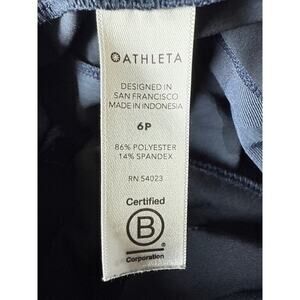 ATHLETA
DESIGNED IN
SAN FRANCISCO
MADE IN INDONESIA
6P
86% POLYESTER
14% SPANDEX
RN 54023
Certified
B
Corporation